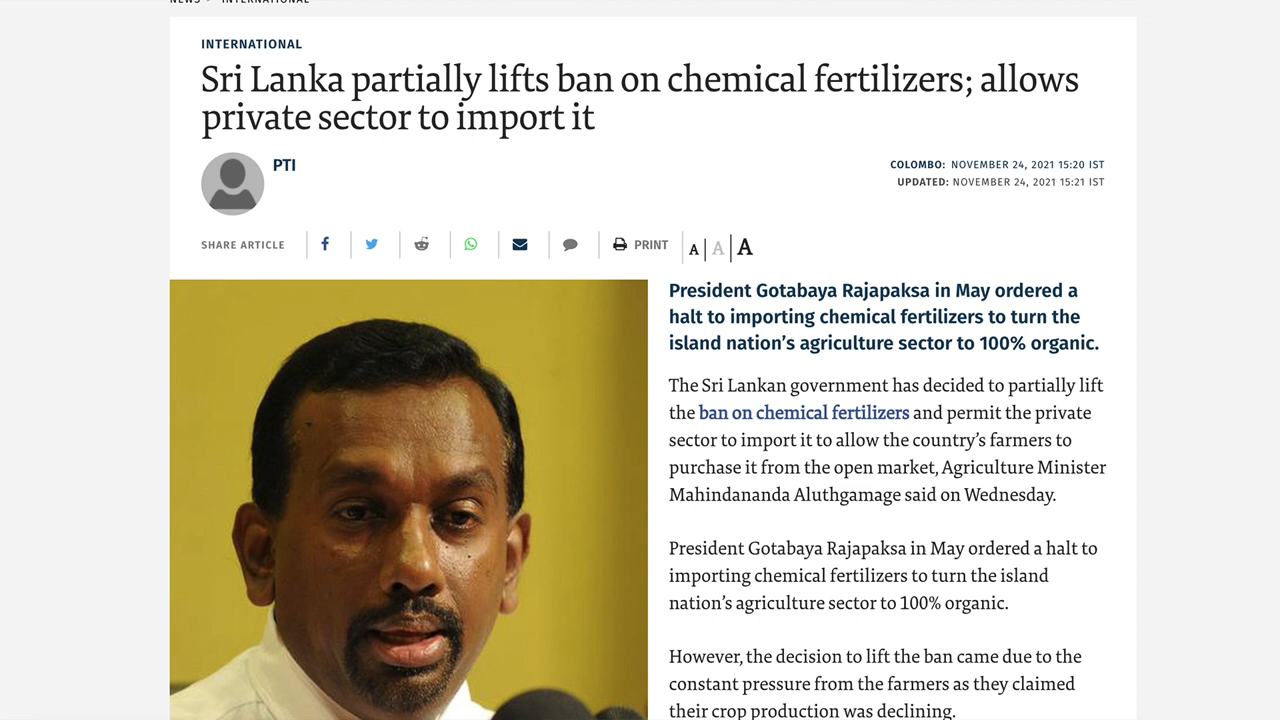 NEWS > INTERNATIONAL
INTERNATIONAL
Sri Lanka partially lifts ban on chemical fertilizers; allows
private sector to import it
PTI
COLOMBO: NOVEMBER 24, 2021 15:20 IST
UPDATED: NOVEMBER 24, 2021 15:21 IST
SHARE ARTICLE
PRINT
A | A | A
President Gotabaya Rajapaksa in May ordered a
halt to importing chemical fertilizers to turn the
island nation’s agriculture sector to 100% organic.
The Sri Lankan government has decided to partially lift
the ban on chemical fertilizers and permit the private
sector to import it to allow the country’s farmers to
purchase it from the open market, Agriculture Minister
Mahindananda Aluthgamage said on Wednesday.
President Gotabaya Rajapaksa in May ordered a halt to
importing chemical fertilizers to turn the island
nation’s agriculture sector to 100% organic.
However, the decision to lift the ban came due to the
constant pressure from the farmers as they claimed
their crop production was declining.